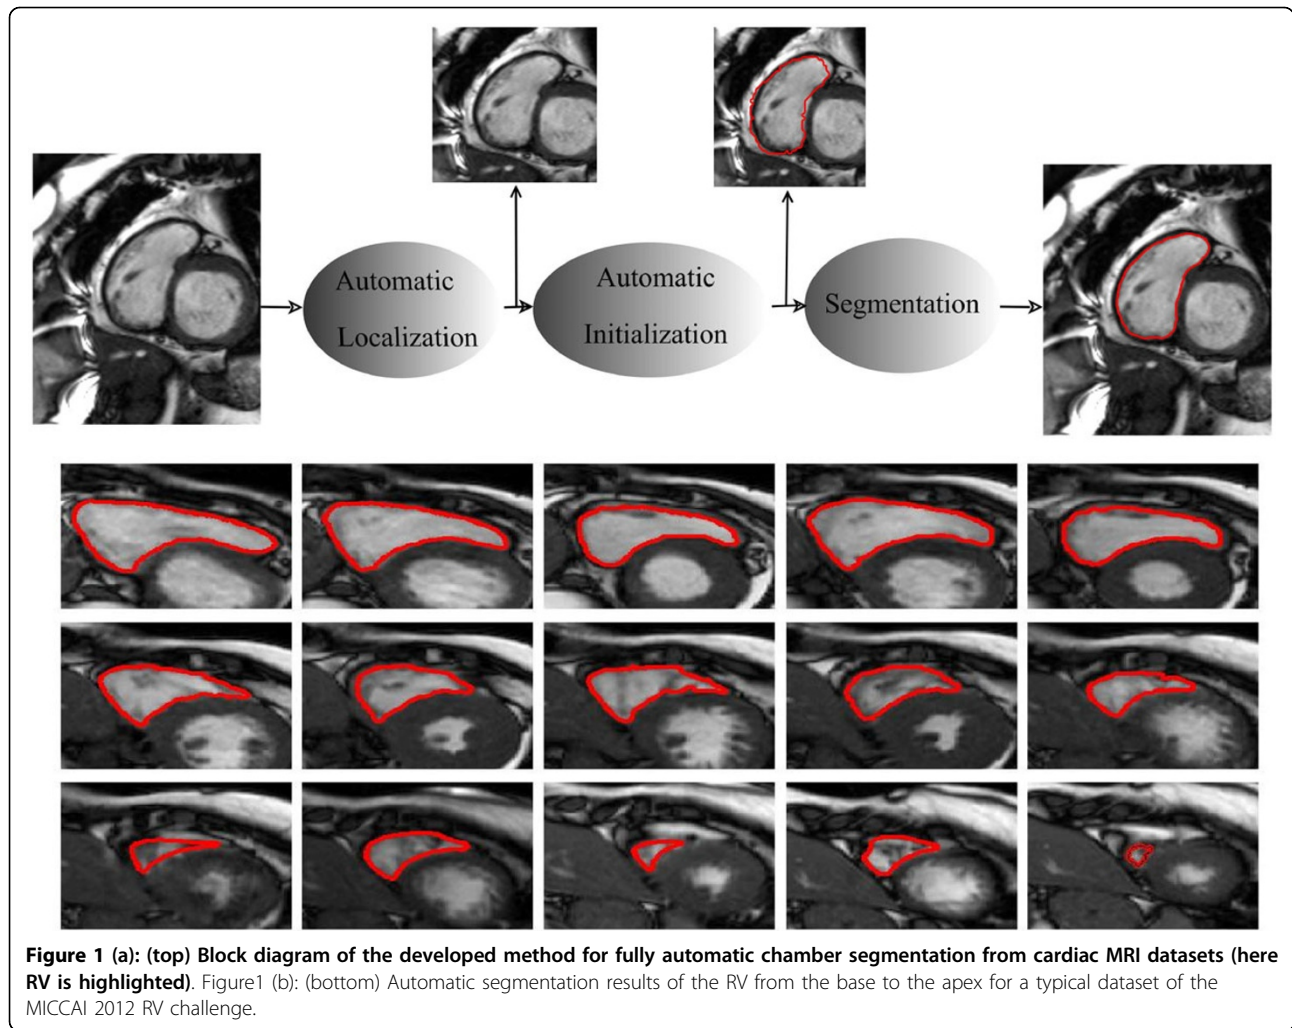 Automatic
Localization
Automatic
Initialization
Segmentation
Figure 1 (a): (top) Block diagram of the developed method for fully automatic chamber segmentation from cardiac MRI datasets (here
RV is highlighted). Figure1 (b): (bottom) Automatic segmentation results of the RV from the base to the apex for a typical dataset of the
MICCAI 2012 RV challenge.